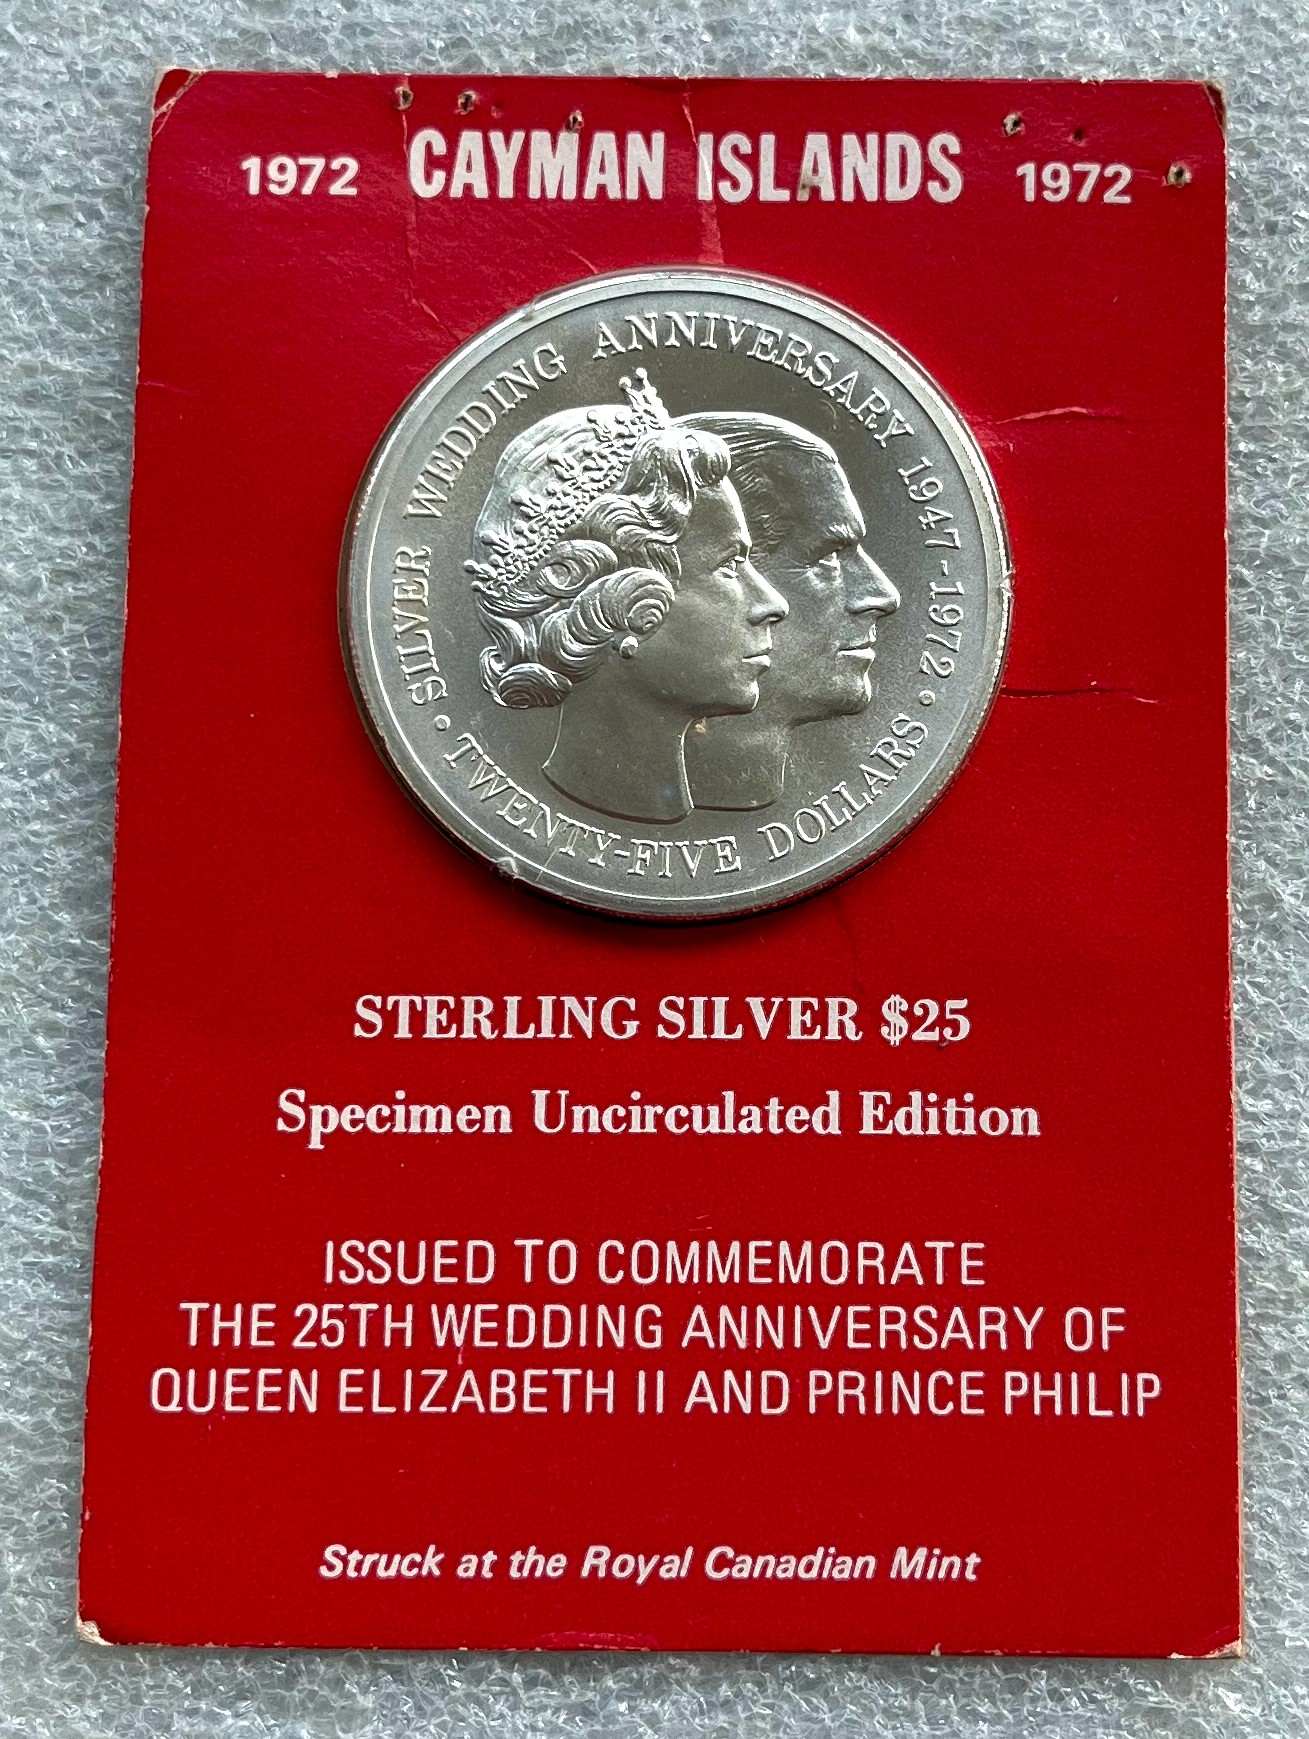 1972 CAYMAN ISLANDS 1972
· SILVER WEDDING ANNIVERSARY 1947-1972 ·
TWENTY-FIVE DOLLARS
STERLING SILVER $25
Specimen Uncirculated Edition
ISSUED TO COMMEMORATE
THE 25TH WEDDING ANNIVERSARY OF
QUEEN ELIZABETH II AND PRINCE PHILIP
Struck at the Royal Canadian Mint